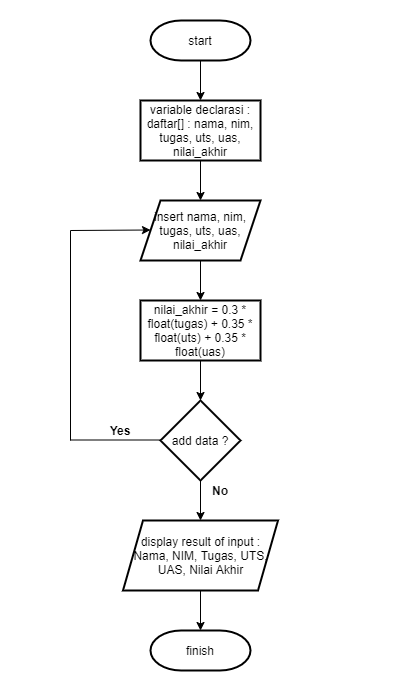 start
variable declarasi :
daftar[] : nama, nim,
tugas, uts, uas,
nilai_akhir
insert nama, nim,
tugas, uts, uas,
nilai_akhir
nilai_akhir = 0.3 *
float(tugas) + 0.35 *
float(uts) + 0.35 *
float(uas)
add data ?
Yes
No
display result of input :
Nama, NIM, Tugas, UTS
UAS, Nilai Akhir
finish